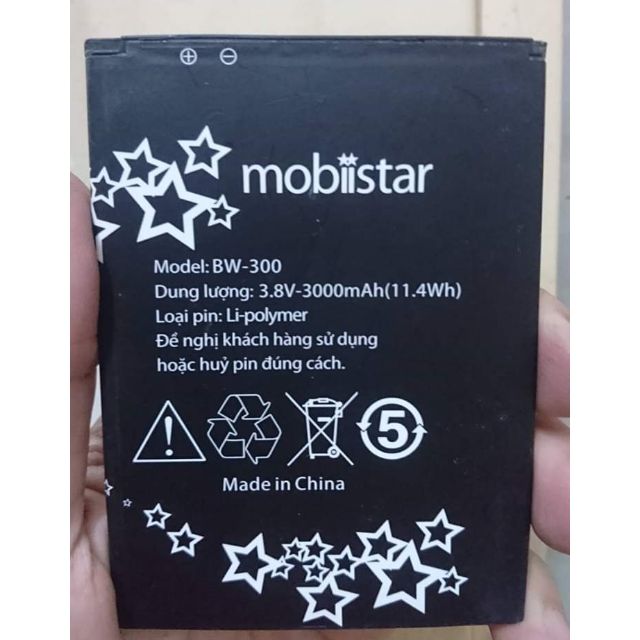 mobiistar
Model: BW-300
Dung lượng: 3.8V-3000mAh(11.4Wh)
Loại pin: Li-polymer
Đề nghị khách hàng sử dụng
hoặc huỷ pin đúng cách.
5
Made in China